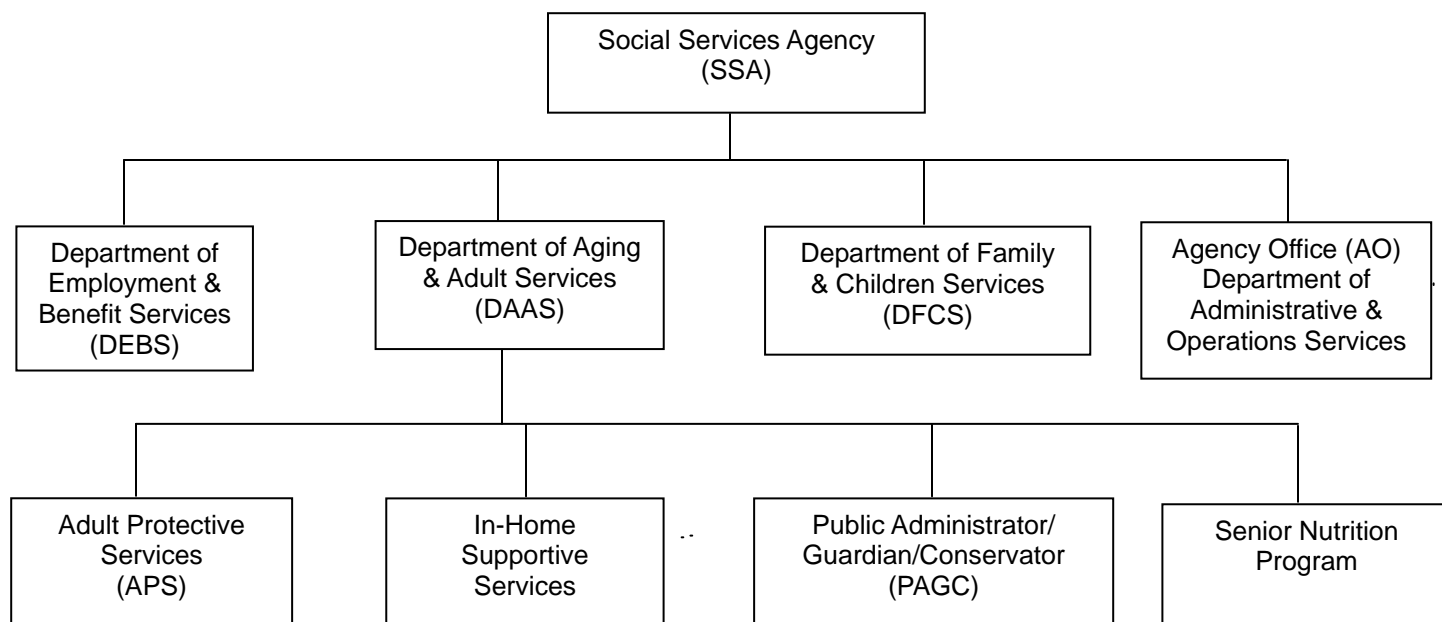 Social Services Agency
(SSA)
Department of
Employment &
Benefit Services
(DEBS)
Department of Aging
& Adult Services
(DAAS)
Department of Family
& Children Services
(DFCS)
Agency Office (AO)
Department of
Administrative &
Operations Services
Adult Protective
Services
(APS)
In-Home
Supportive
Services
Public Administrator/
Guardian/Conservator
(PAGC)
Senior Nutrition
Program